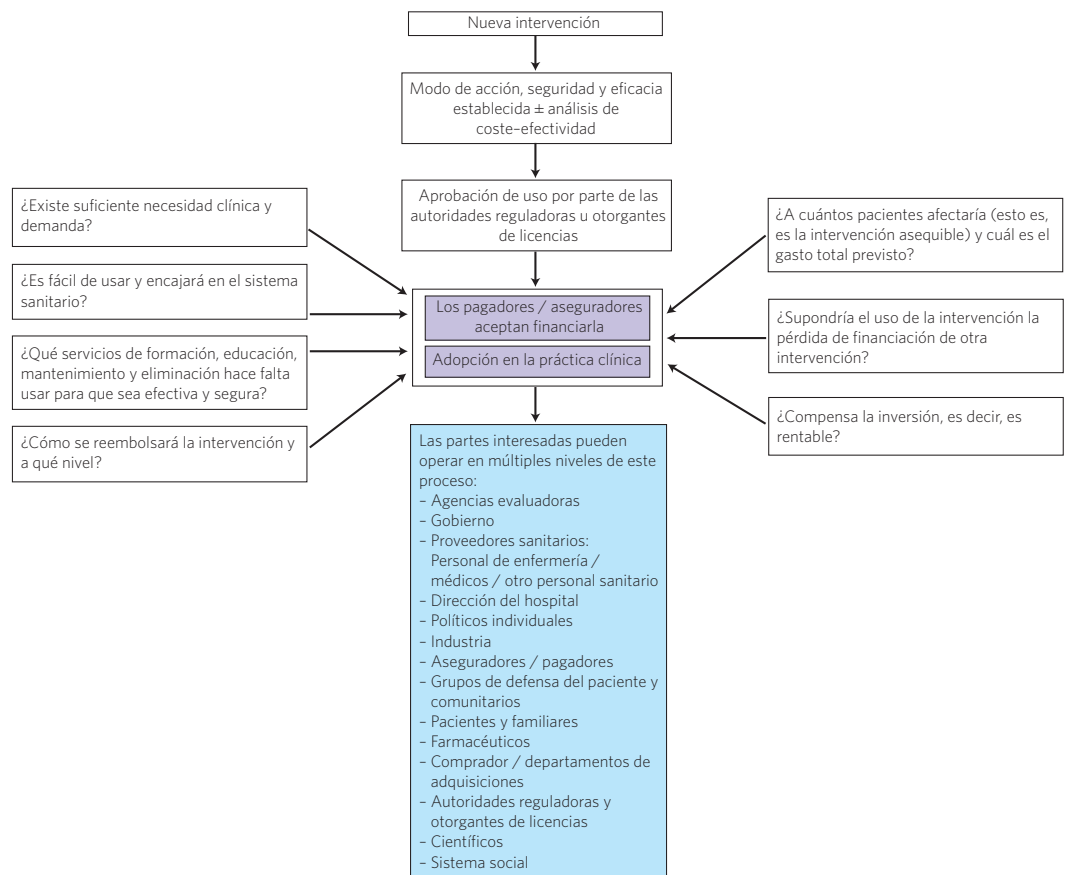 Nueva intervención
Modo de acción, seguridad y eficacia
establecida ± análisis de
coste–efectividad
Aprobación de uso por parte de las
autoridades reguladoras u otorgantes
de licencias
¿Existe suficiente necesidad clínica y
demanda?
¿Es fácil de usar y encajará en el sistema
sanitario?
¿Qué servicios de formación, educación,
mantenimiento y eliminación hace falta
usar para que sea efectiva y segura?
¿Cómo se reembolsará la intervención y
a qué nivel?
Los pagadores / aseguradores
aceptan financiarla
Adopción en la práctica clínica
¿A cuántos pacientes afectaría (esto es,
es la intervención asequible) y cuál es el
gasto total previsto?
¿Supondría el uso de la intervención la
pérdida de financiación de otra
intervención?
¿Compensa la inversión, es decir, es
rentable?
Las partes interesadas pueden
operar en múltiples niveles de este
proceso:
– Agencias evaluadoras
– Gobierno
– Proveedores sanitarios:
Personal de enfermería /
médicos / otro personal sanitario
– Dirección del hospital
– Políticos individuales
– Industria
– Aseguradores / pagadores
– Grupos de defensa del paciente y
comunitarios
– Pacientes y familiares
– Farmacéuticos
– Comprador / departamentos de
adquisiciones
– Autoridades reguladoras y
otorgantes de licencias
– Científicos
– Sistema social